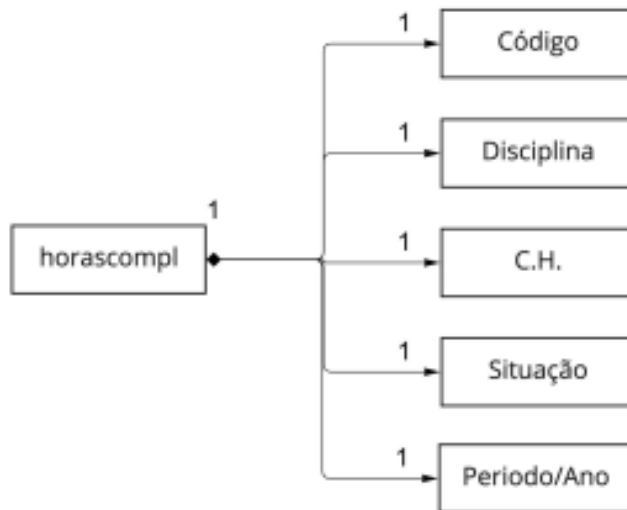 1
Código
1
Disciplina
1
horascompl
1
C.H.
1
Situação
1
Periodo/Ano